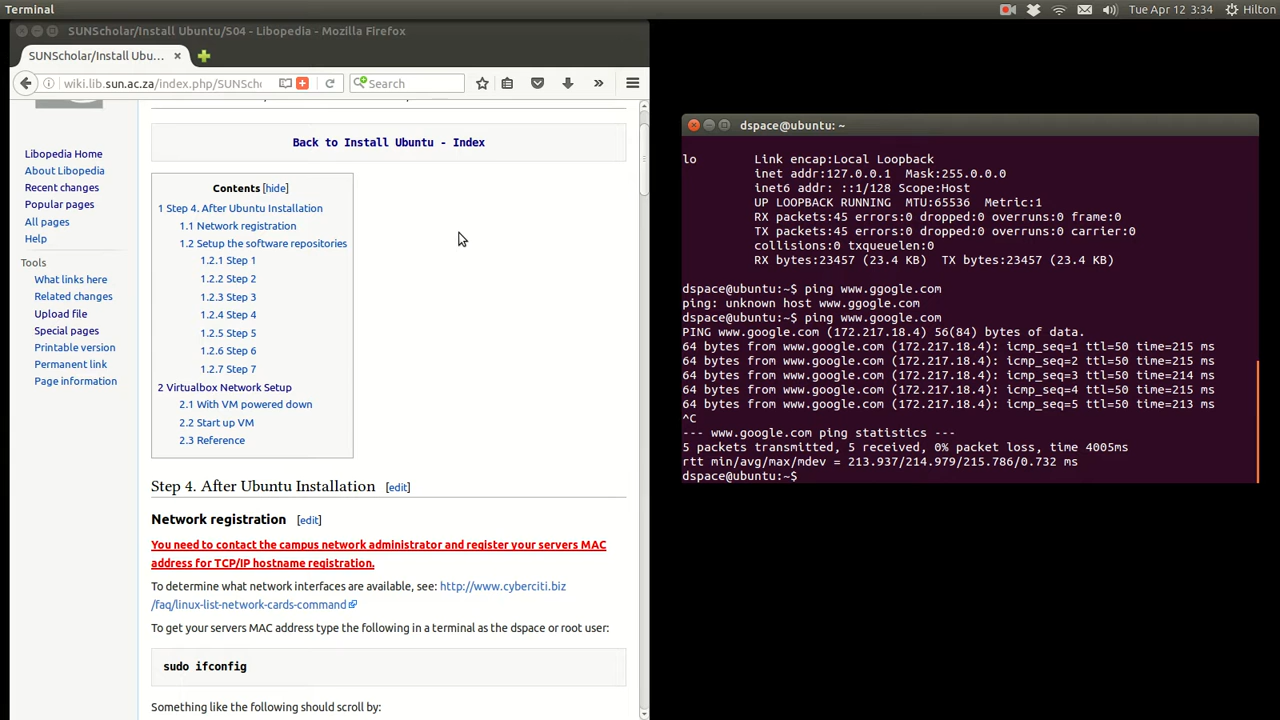 Terminal
Tue Apr 12 3:34
Hilton
SUNScholar/Install Ubuntu/S04 - Libopedia - Mozilla Firefox
SUNScholar/Install Ubu...
wiki.lib.sun.ac.za/index.php/SUNSch
Search
Libopedia Home
About Libopedia
Recent changes
Popular pages
All pages
Help
Tools
What links here
Related changes
Upload file
Special pages
Printable version
Permanent link
Page information
Back to Install Ubuntu - Index
Contents [hide]
1 Step 4. After Ubuntu Installation
1.1 Network registration
1.2 Setup the software repositories
1.2.1 Step 1
1.2.2 Step 2
1.2.3 Step 3
1.2.4 Step 4
1.2.5 Step 5
1.2.6 Step 6
1.2.7 Step 7
2 Virtualbox Network Setup
2.1 With VM powered down
2.2 Start up VM
2.3 Reference
Step 4. After Ubuntu Installation [edit]
Network registration [edit]
You need to contact the campus network administrator and register your servers MAC
address for TCP/IP hostname registration.
To determine what network interfaces are available, see: http://www.cyberciti.biz
/faq/linux-list-network-cards-command
To get your servers MAC address type the following in a terminal as the dspace or root user:
sudo ifconfig
Something like the following should scroll by:
dspace@ubuntu: ~
lo Link encap:Local Loopback
inet addr:127.0.0.1 Mask:255.0.0.0
inet6 addr: ::1/128 Scope:Host
UP LOOPBACK RUNNING MTU:65536 Metric:1
RX packets:45 errors:0 dropped:0 overruns:0 frame:0
TX packets:45 errors:0 dropped:0 overruns:0 carrier:0
collisions:0 txqueuelen:0
RX bytes:23457 (23.4 KB) TX bytes:23457 (23.4 KB)
dspace@ubuntu:~$ ping www.ggogle.com
ping: unknown host www.ggogle.com
dspace@ubuntu:~$ ping www.google.com
PING www.google.com (172.217.18.4) 56(84) bytes of data.
64 bytes from www.google.com (172.217.18.4): icmp_seq=1 ttl=50 time=215 ms
64 bytes from www.google.com (172.217.18.4): icmp_seq=2 ttl=50 time=215 ms
64 bytes from www.google.com (172.217.18.4): icmp_seq=3 ttl=50 time=214 ms
64 bytes from www.google.com (172.217.18.4): icmp_seq=4 ttl=50 time=215 ms
64 bytes from www.google.com (172.217.18.4): icmp_seq=5 ttl=50 time=213 ms
^C
--- www.google.com ping statistics ---
5 packets transmitted, 5 received, 0% packet loss, time 4005ms
rtt min/avg/max/mdev = 213.937/214.979/215.786/0.732 ms
dspace@ubuntu:~$